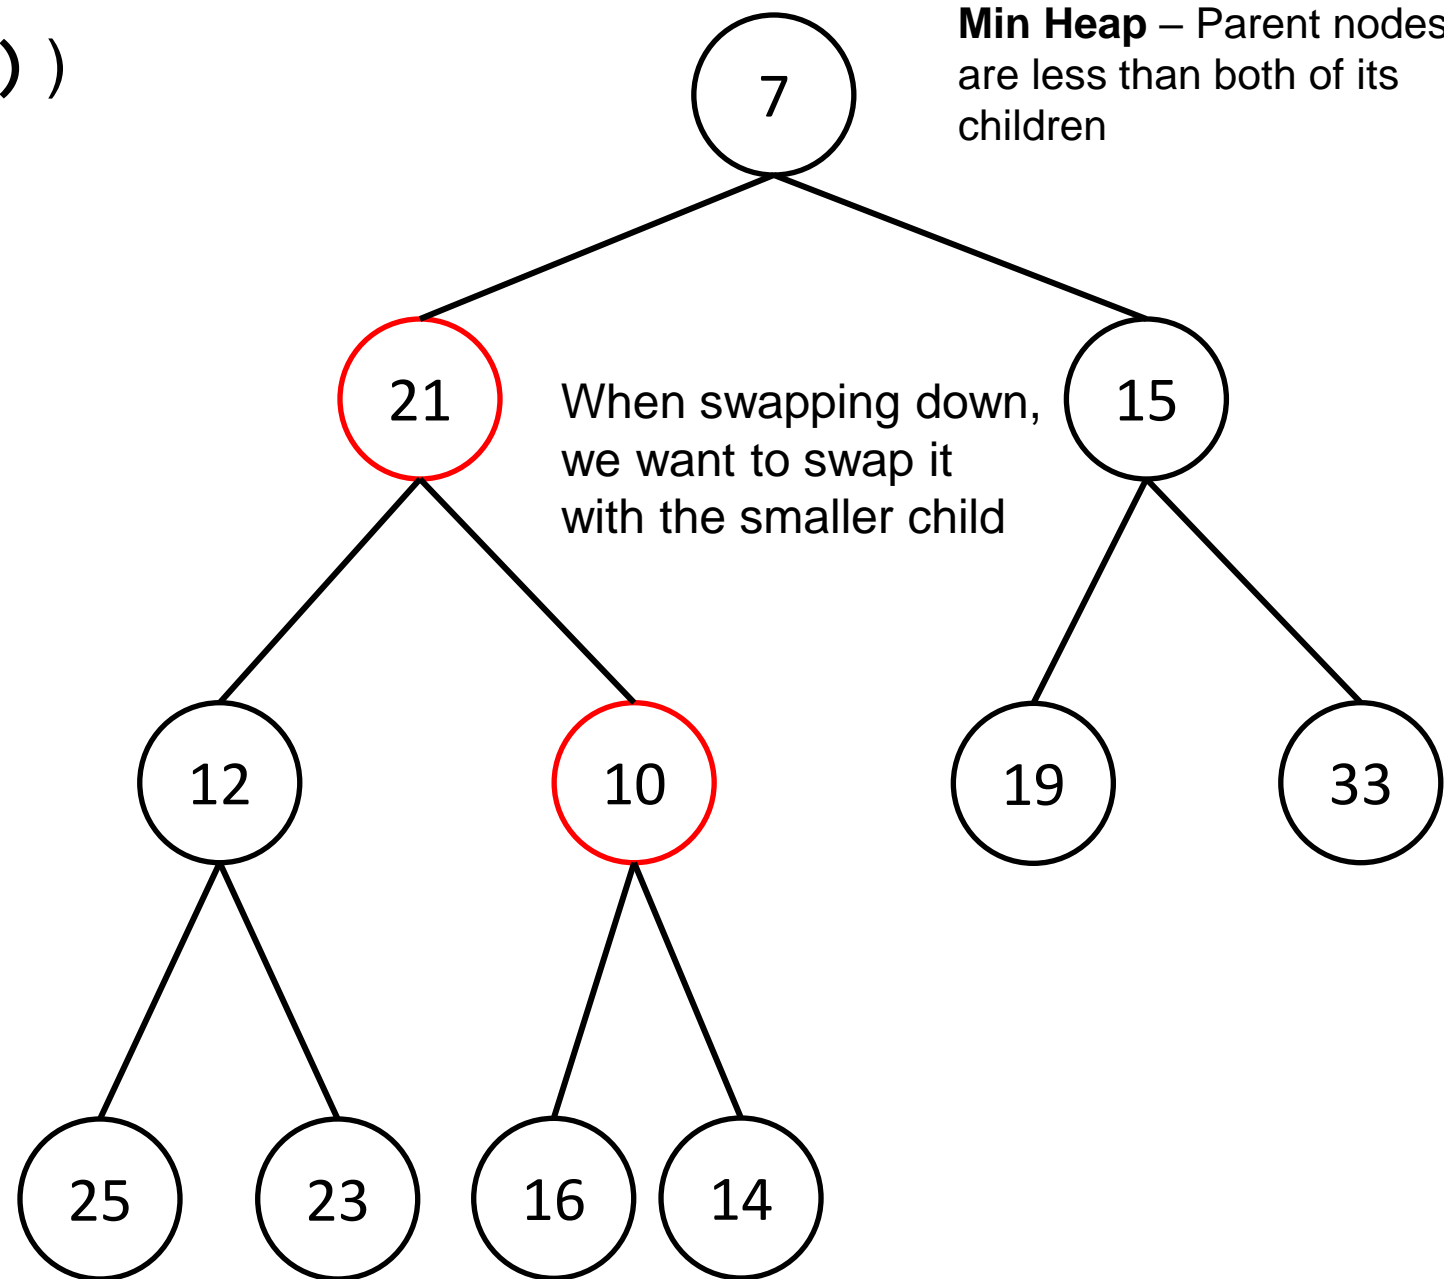 ) )
Min Heap – Parent nodes
are less than both of its
children
7
21
When swapping down,
we want to swap it
with the smaller child
15
12
10
19
33
25
23
16
14